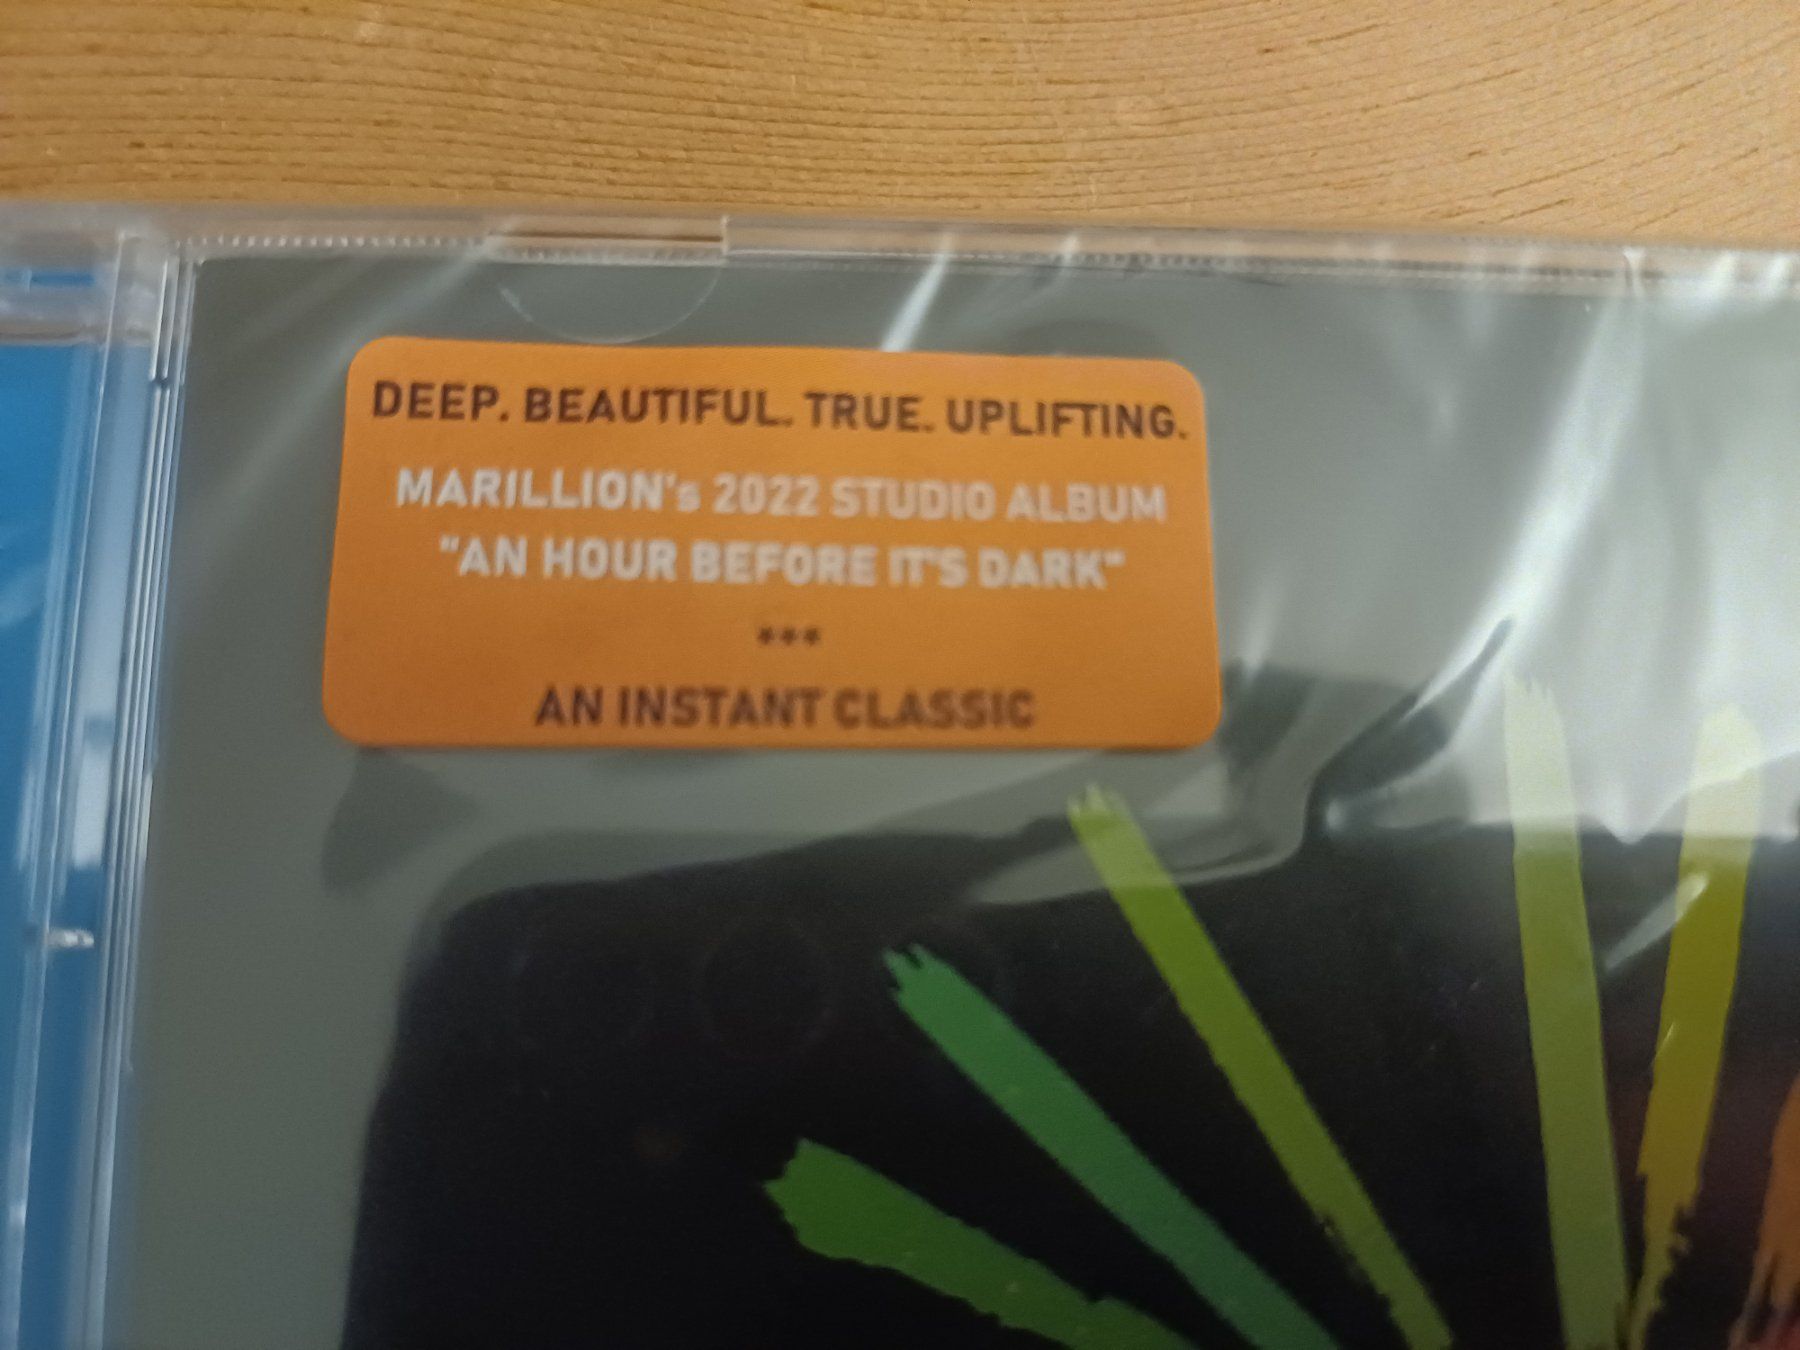 DEEP. BEAUTIFUL. TRUE. UPLIFTING.
MARILLION's 2022 STUDIO ALBUM
"AN HOUR BEFORE IT'S DARK"
***
AN INSTANT CLASSIC